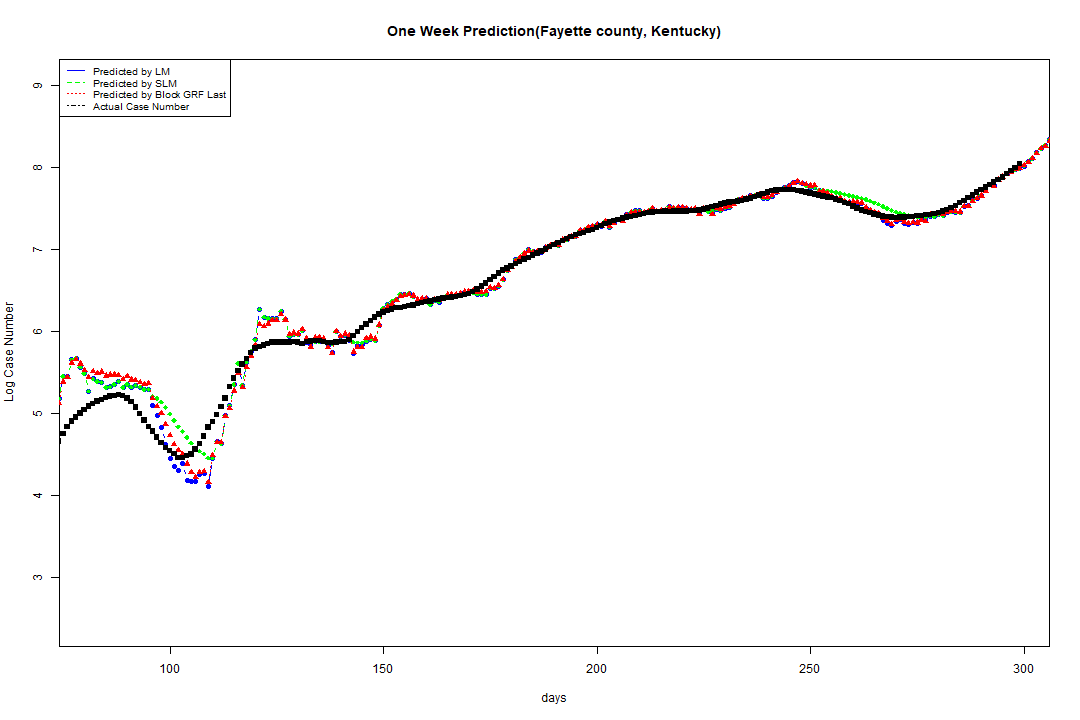 One Week Prediction(Fayette county, Kentucky)
Predicted by LM
Predicted by SLM
Predicted by Block GRF Last
Actual Case Number
9
8
7
6
5
4
3
Log Case Number
100 150 200 250 300
days